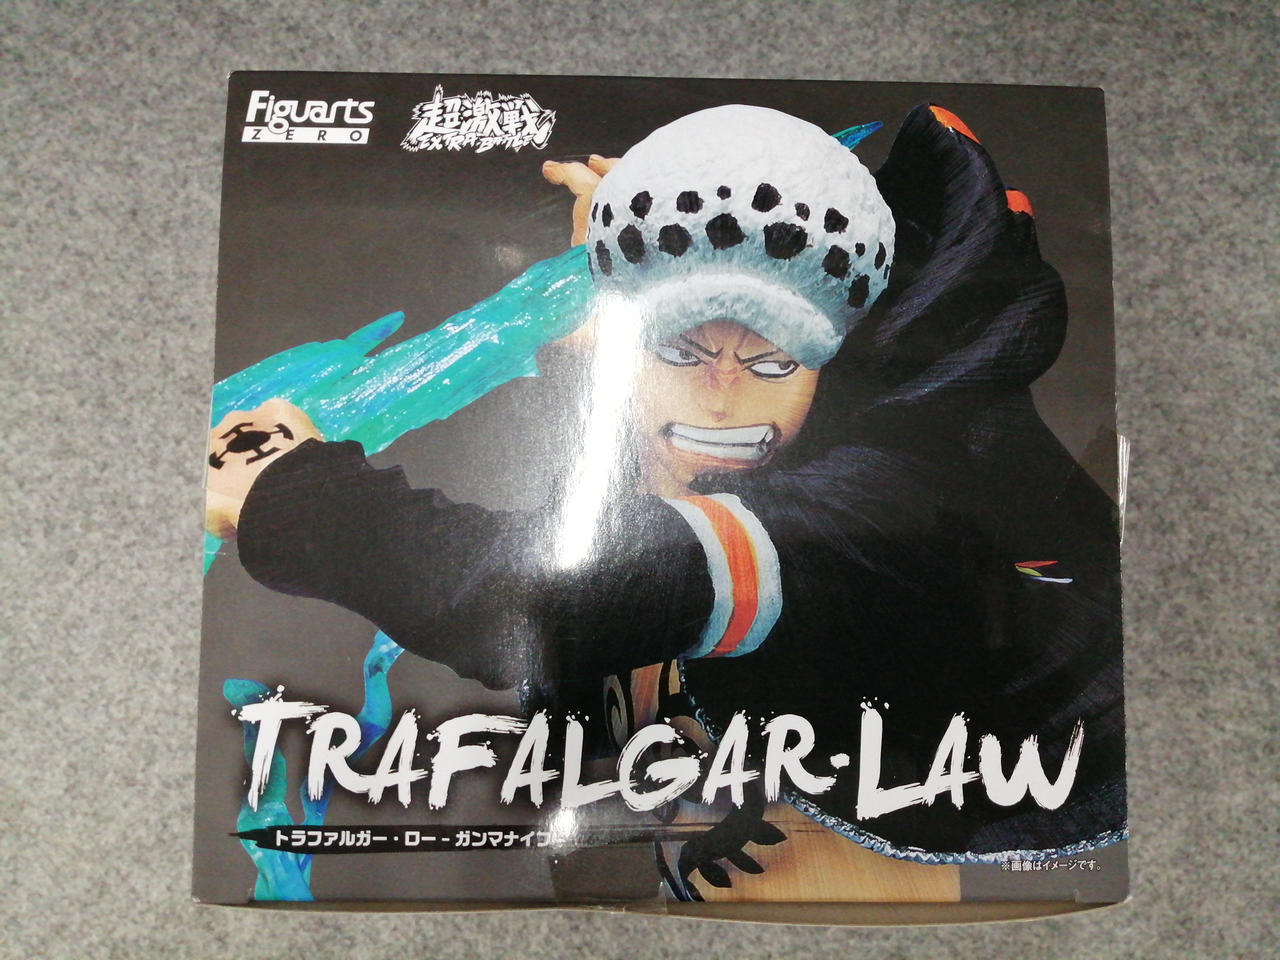 Figuarts
ZERO
超激戦
EXTRA BATTLE
TRAFALGAR・LAW
トラファルガー・ロー - ガンマナイフ
※画像はイメージです。